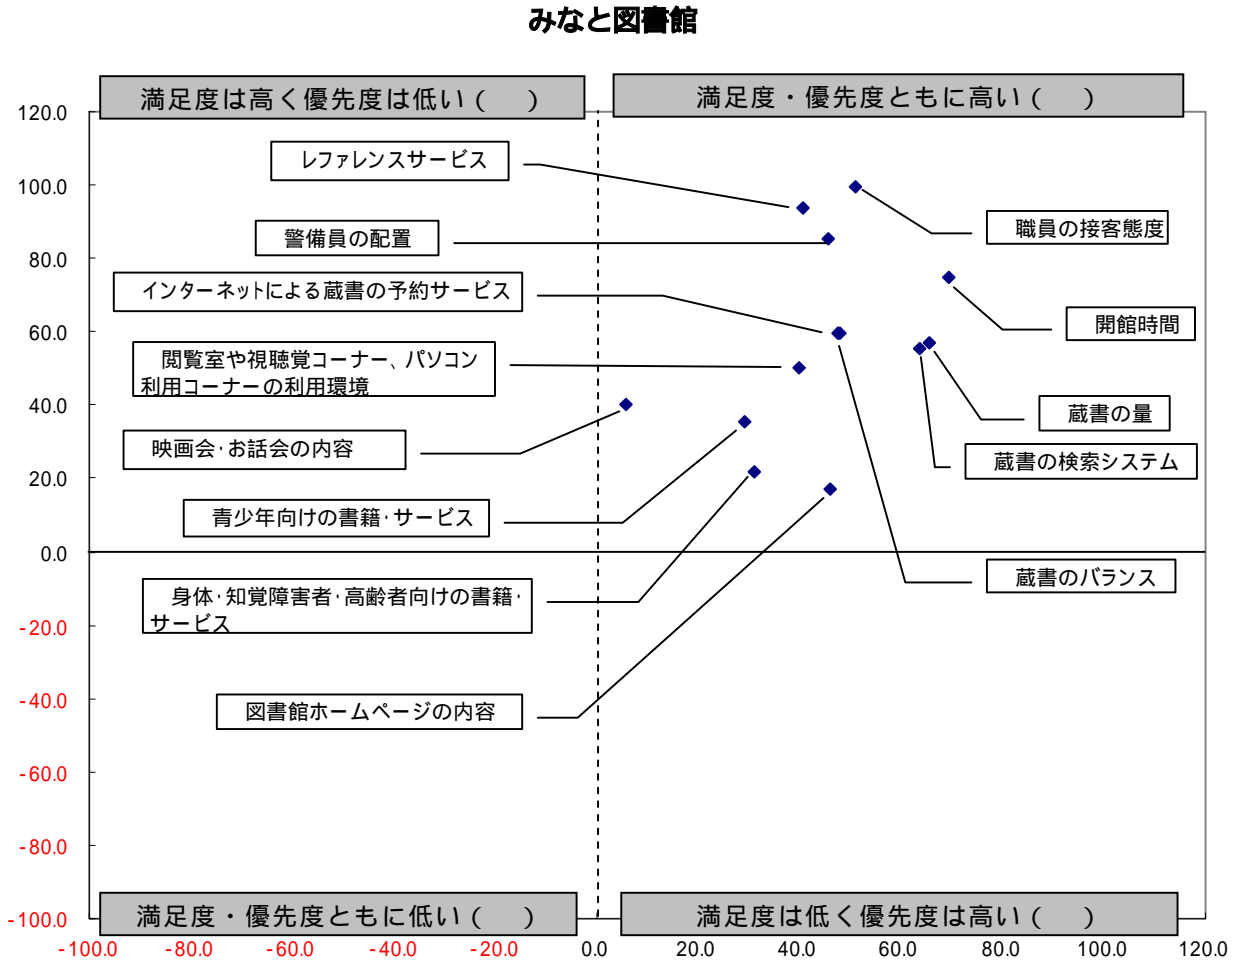 みなと図書館
満足度は高く優先度は低い（　）
満足度・優先度ともに高い（　）
120.0
レファレンスサービス
100.0
職員の接客態度
警備員の配置
80.0
インターネットによる蔵書の予約サービス
開館時間
60.0
閲覧室や視聴覚コーナー、パソコン
利用コーナーの利用環境
蔵書の量
40.0
映画会・お話会の内容
蔵書の検索システム
20.0
青少年向けの書籍・サービス
0.0
蔵書のバランス
身体・知覚障害者・高齢者向けの書籍・
サービス
-20.0
-40.0
図書館ホームページの内容
-60.0
-80.0
-100.0
満足度・優先度ともに低い（　）
満足度は低く優先度は高い（　）
-100.0 -80.0 -60.0 -40.0 -20.0 0.0 20.0 40.0 60.0 80.0 100.0 120.0